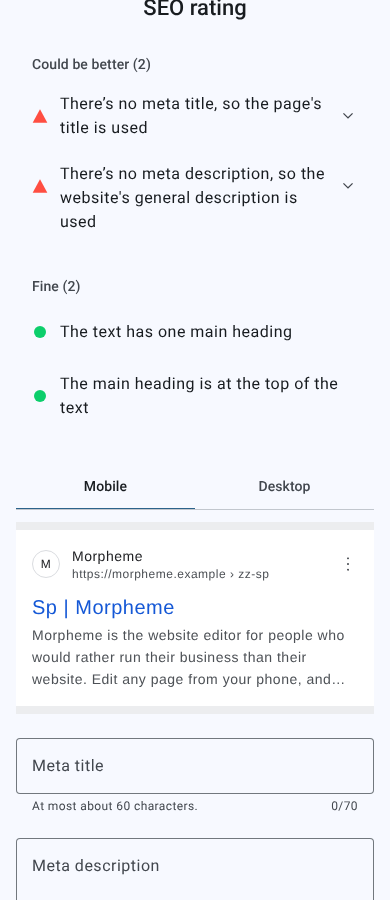 SEO rating
Could be better (2)
There's no meta title, so the page's
title is used
There's no meta description, so the
website's general description is
used
Fine (2)
The text has one main heading
The main heading is at the top of the
text
Mobile
Desktop
M
Morpheme
https://morpheme.example › zz-sp
Sp | Morpheme
Morpheme is the website editor for people who
would rather run their business than their
website. Edit any page from your phone, and...
Meta title
At most about 60 characters.
0/70
Meta description